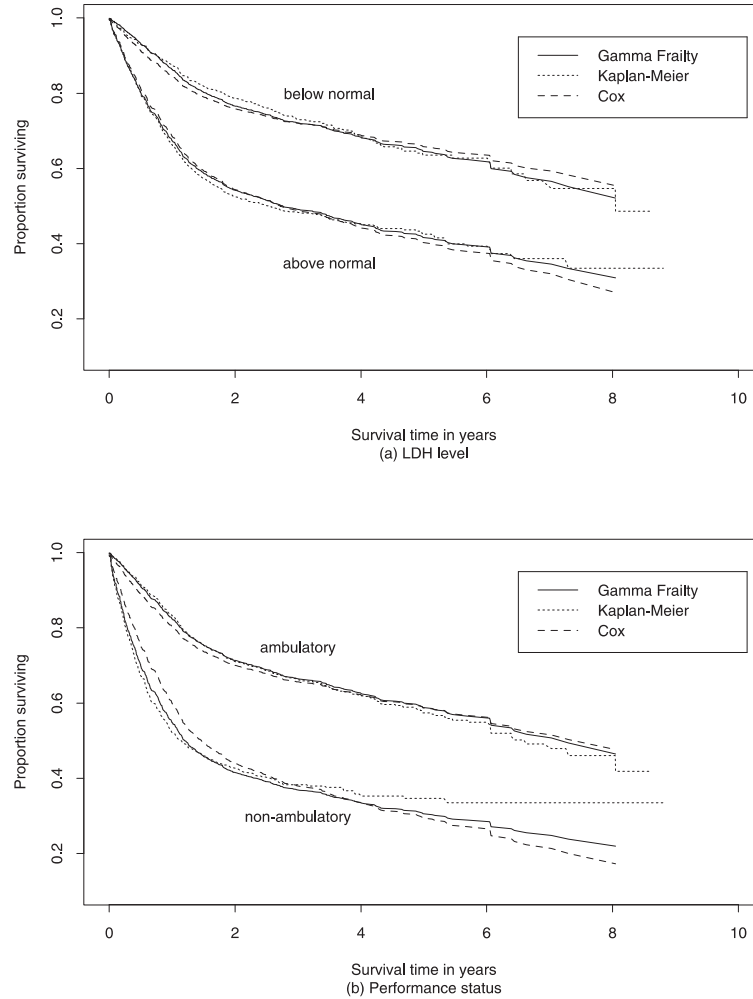 1.0
0.8
0.6
0.4
0.2
Proportion surviving
Gamma Frailty
Kaplan-Meier
Cox
below normal
above normal
0 2 4 6 8 10
Survival time in years
(a) LDH level
1.0
0.8
0.6
0.4
0.2
Proportion surviving
Gamma Frailty
Kaplan-Meier
Cox
ambulatory
non-ambulatory
0 2 4 6 8 10
Survival time in years
(b) Performance status